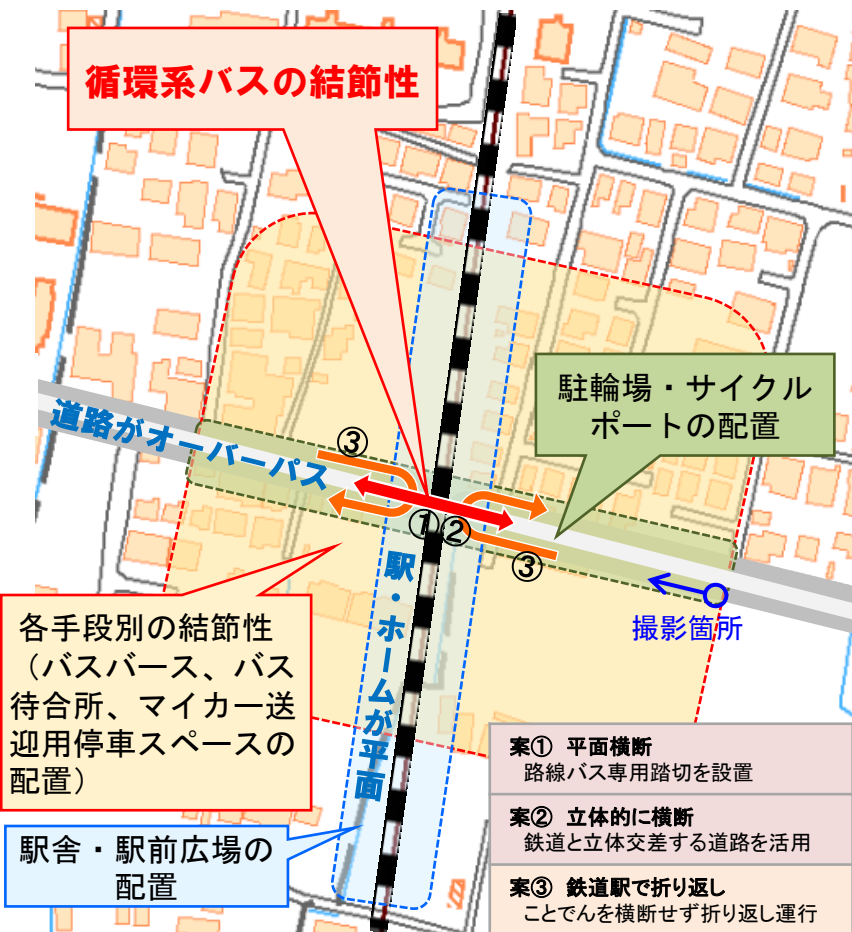 循環系バスの結節性
駐輪場・サイクル
ポートの配置
道路がオーバーパス
③
①②
③
駅・ホームが平面
撮影箇所
各手段別の結節性
（バスバース、バス
待合所、マイカー送
迎用停車スペースの
配置）
駅舎・駅前広場の
配置
案① 平面横断
路線バス専用踏切を設置
案② 立体的に横断
鉄道と立体交差する道路を活用
案③ 鉄道駅で折り返し
ことでんを横断せず折り返し運行